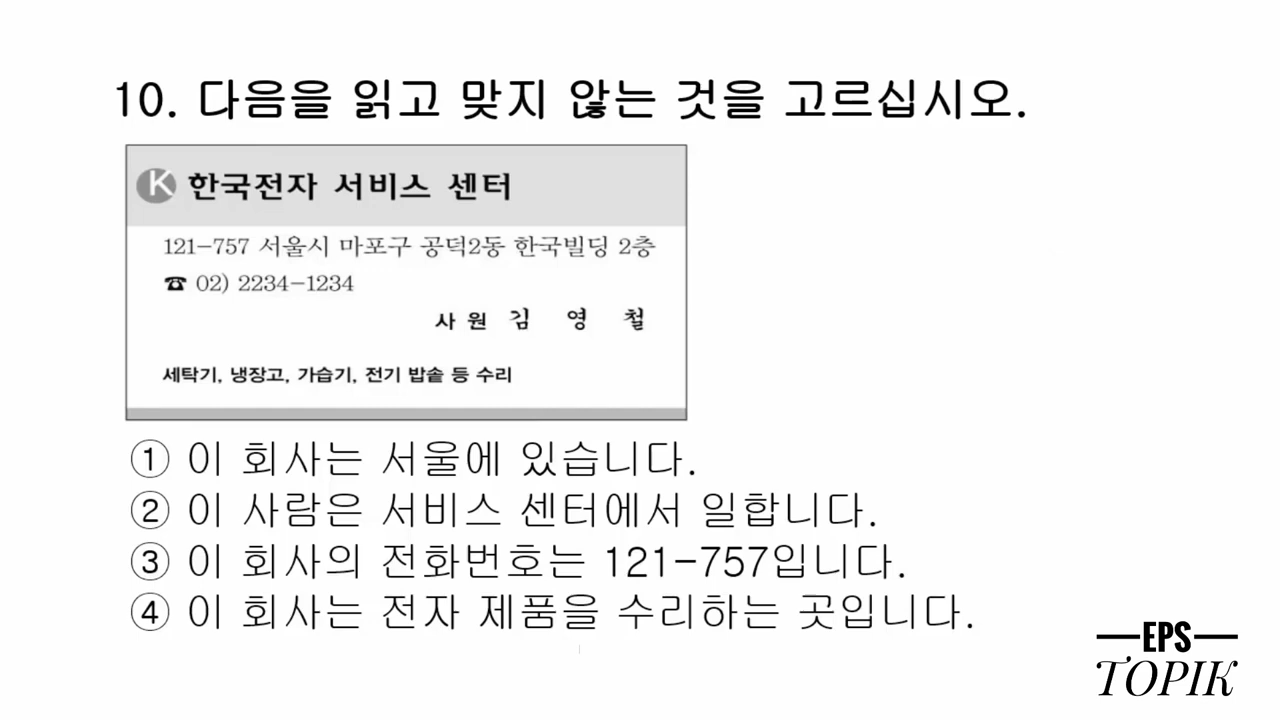 10. 다음을 읽고 맞지 않는 것을 고르십시오.
K 한국전자 서비스 센터
121-757 서울시 마포구 공덕2동 한국빌딩 2층
☎ 02) 2234-1234
사 원 김 영 철
세탁기, 냉장고, 가습기, 전기 밥솥 등 수리
① 이 회사는 서울에 있습니다.
② 이 사람은 서비스 센터에서 일합니다.
③ 이 회사의 전화번호는 121-757입니다.
④ 이 회사는 전자 제품을 수리하는 곳입니다.
EPS
TOPIK